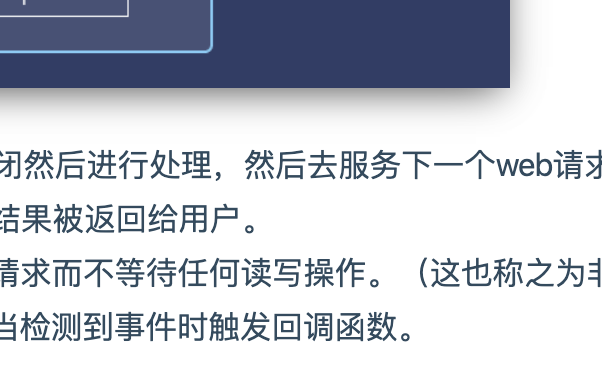 闭然后进行处理，然后去服务下一个web请求
结果被返回给用户。
请求而不等待任何读写操作。（这也称之为非
当检测到事件时触发回调函数。